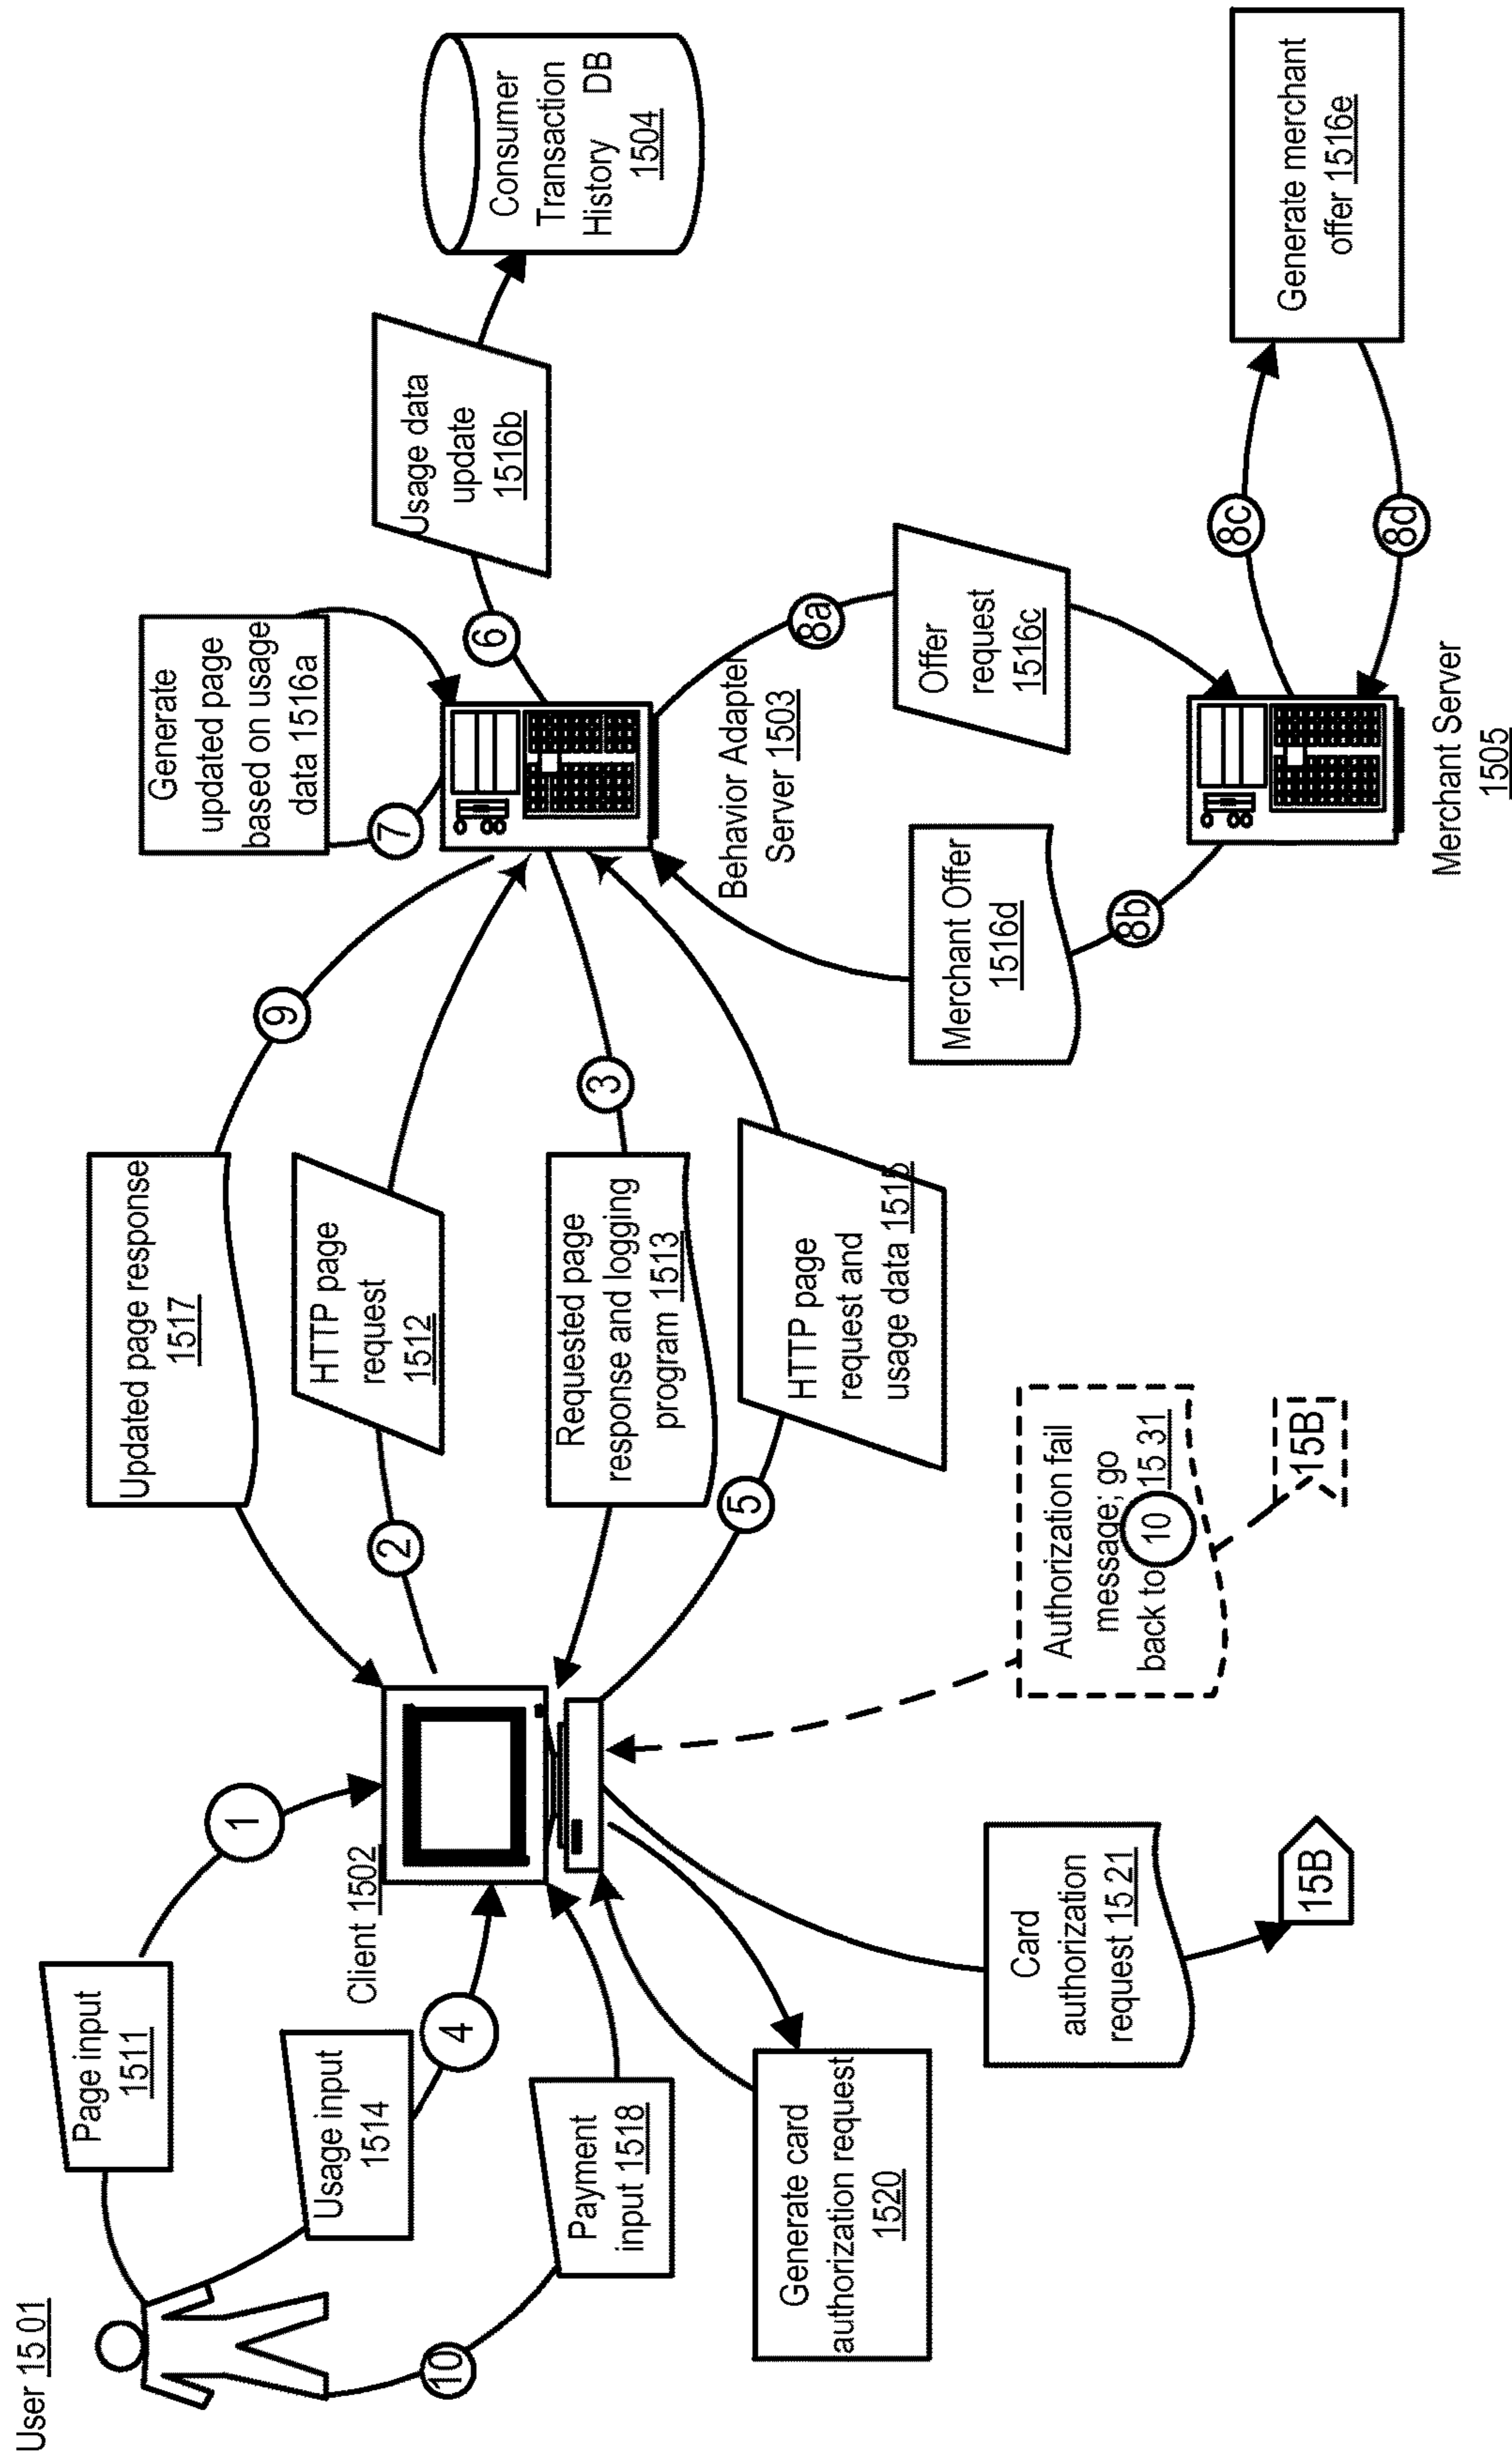 User 15 01
Page input
1511
1
Usage input
1514
4
10
Payment
input 1518
Client 1502
Generate card
authorization request
1520
Card
authorization
request 15 21
15B
Authorization fail
message; go
back to 10 15 31
15B
Updated page response
1517
9
2
HTTP page
request
1512
Requested page
response and logging
program 1513
3
5
HTTP page
request and
usage data 1515
Generate
updated page
based on usage
data 1516a
7
6
Usage data
update
1516b
Consumer
Transaction
History DB
1504
Behavior Adapter
Server 1503
8a
Offer
request
1516c
Merchant Offer
1516d
8b
Merchant Server
1505
8c
8d
Generate merchant
offer 1516e